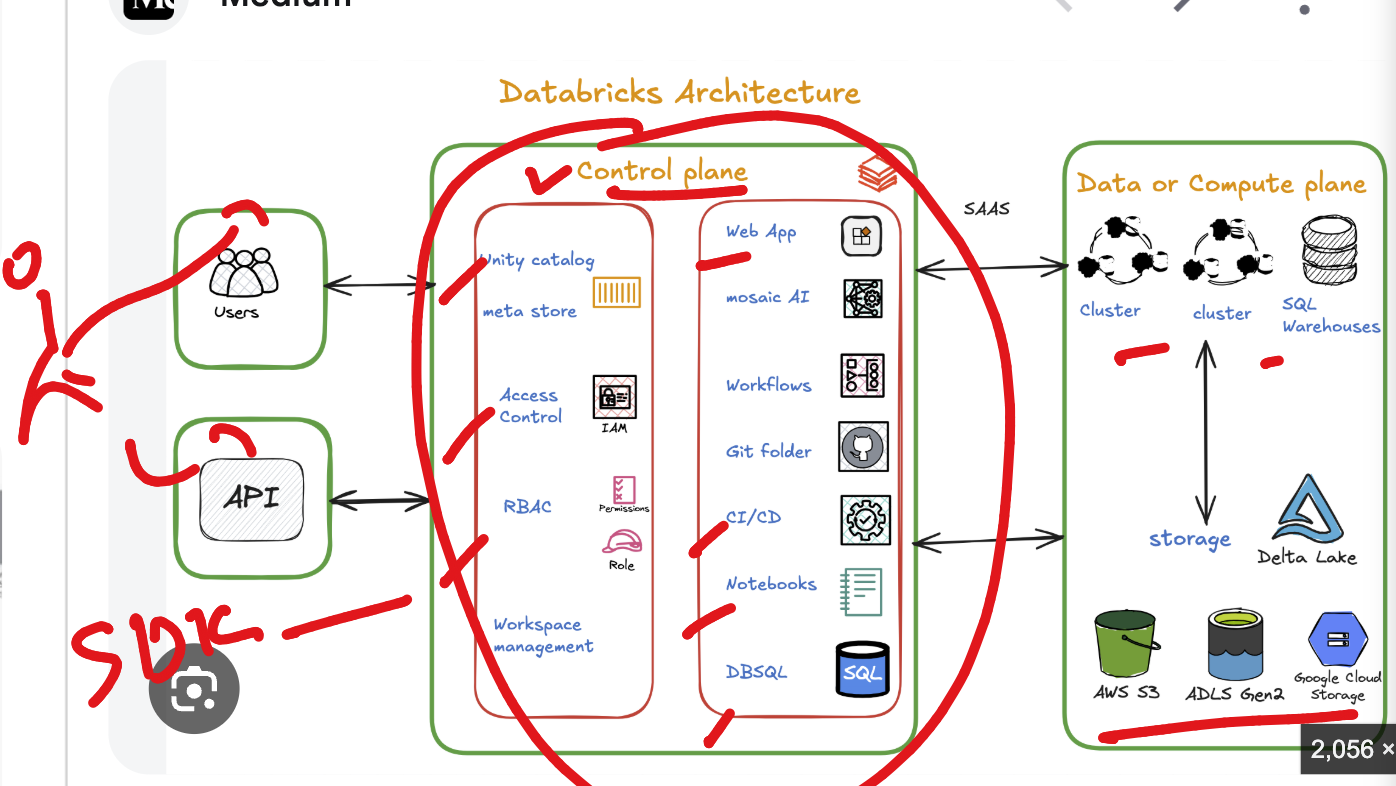 Medium
Databricks Architecture
Control plane
Data or Compute plane
SAAS
Users
API
SDK
Unity catalog
meta store
Access
Control
IAM
RBAC
Permissions
Role
Workspace
management
Web App
mosaic AI
Workflows
Git folder
CI/CD
Notebooks
DBSQL
SQL
Cluster
cluster
SQL
Warehouses
storage
Delta Lake
AWS S3
ADLS Gen2
Google Cloud
Storage
2,056 ×